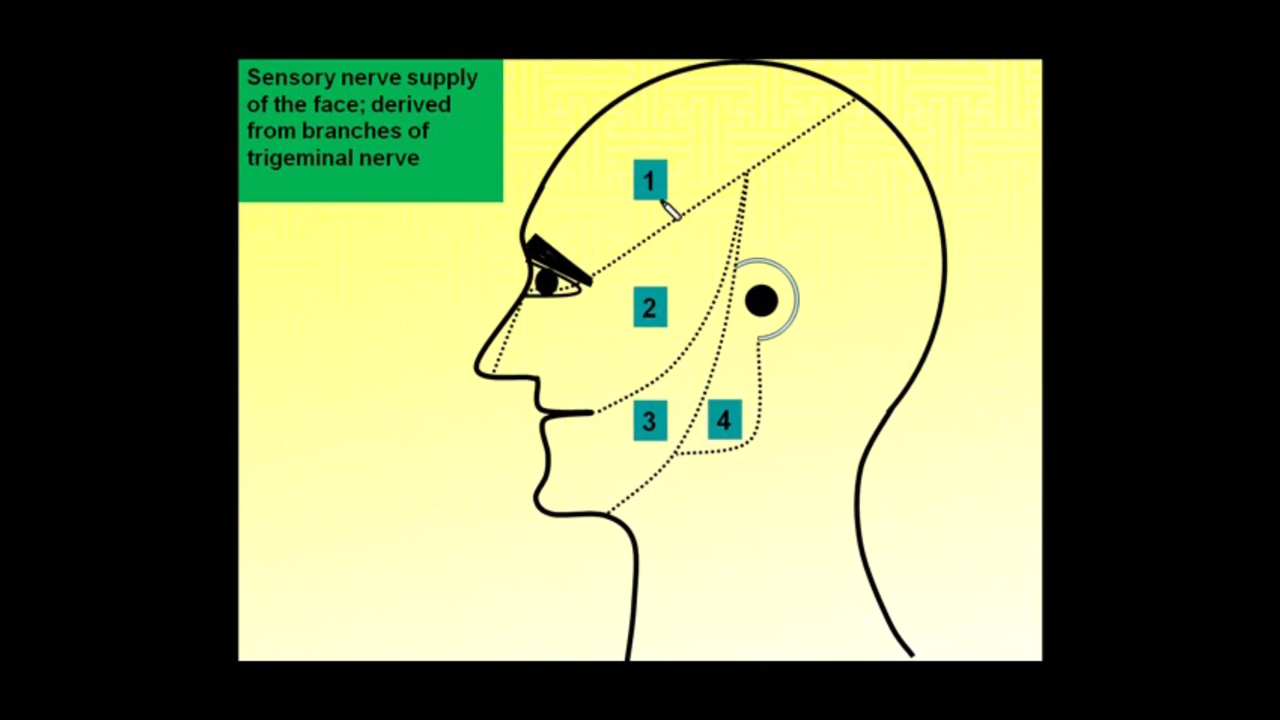 Sensory nerve supply
of the face; derived
from branches of
trigeminal nerve
1
2
3
4